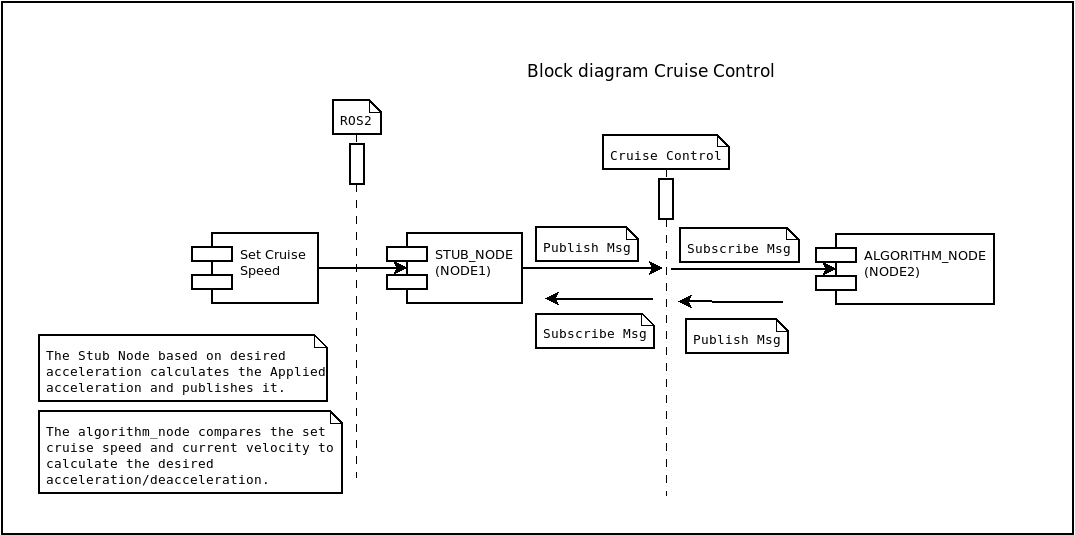 Block diagram Cruise Control
ROS2
Cruise Control
Set Cruise
Speed
STUB_NODE
(NODE1)
Publish Msg
Subscribe Msg
ALGORITHM_NODE
(NODE2)
Subscribe Msg
Publish Msg
The Stub Node based on desired
acceleration calculates the Applied
acceleration and publishes it.
The algorithm_node compares the set
cruise speed and current velocity to
calculate the desired
acceleration/deacceleration.